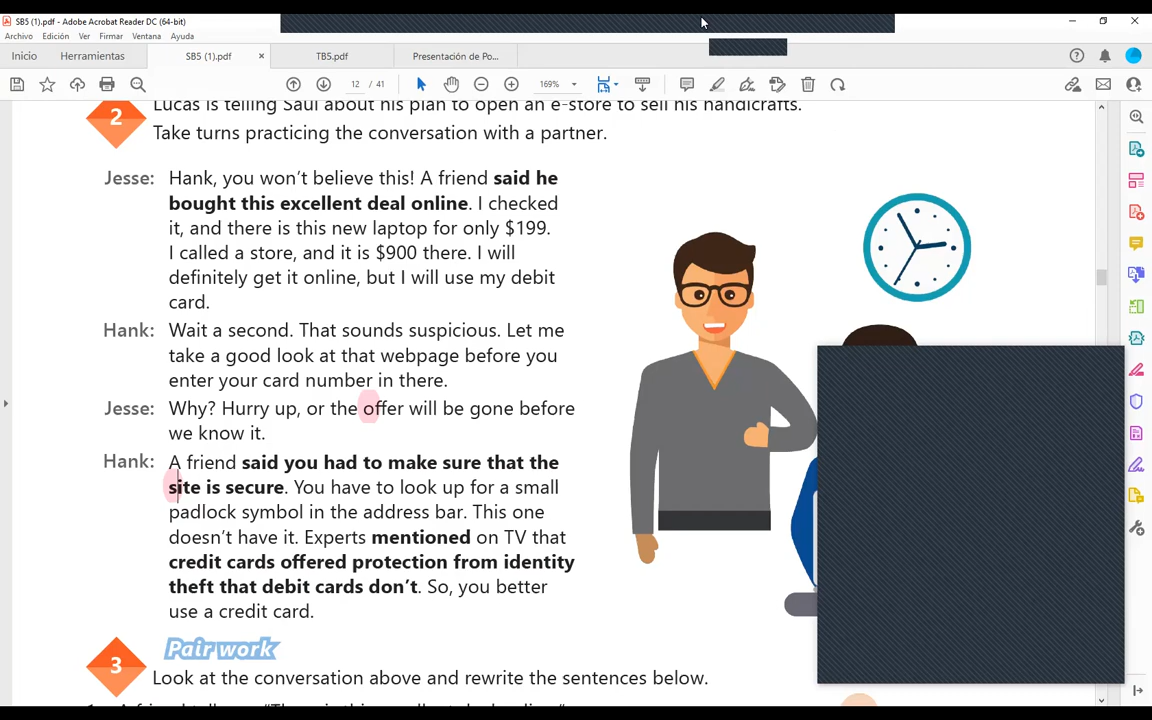 SB5 (1).pdf - Adobe Acrobat Reader DC (64-bit)
Archivo Edición Ver Firmar Ventana Ayuda
Inicio Herramientas SB5 (1).pdf × TB5.pdf Presentación de Po...
12 / 41 169%
2 Lucas is telling Saul about his plan to open an e-store to sell his handicrafts.
Take turns practicing the conversation with a partner.
Jesse: Hank, you won't believe this! A friend said he
bought this excellent deal online. I checked
it, and there is this new laptop for only $199.
I called a store, and it is $900 there. I will
definitely get it online, but I will use my debit
card.
Hank: Wait a second. That sounds suspicious. Let me
take a good look at that webpage before you
enter your card number in there.
Jesse: Why? Hurry up, or the offer will be gone before
we know it.
Hank: A friend said you had to make sure that the
site is secure. You have to look up for a small
padlock symbol in the address bar. This one
doesn't have it. Experts mentioned on TV that
credit cards offered protection from identity
theft that debit cards don't. So, you better
use a credit card.
Pair work
3 Look at the conversation above and rewrite the sentences below.